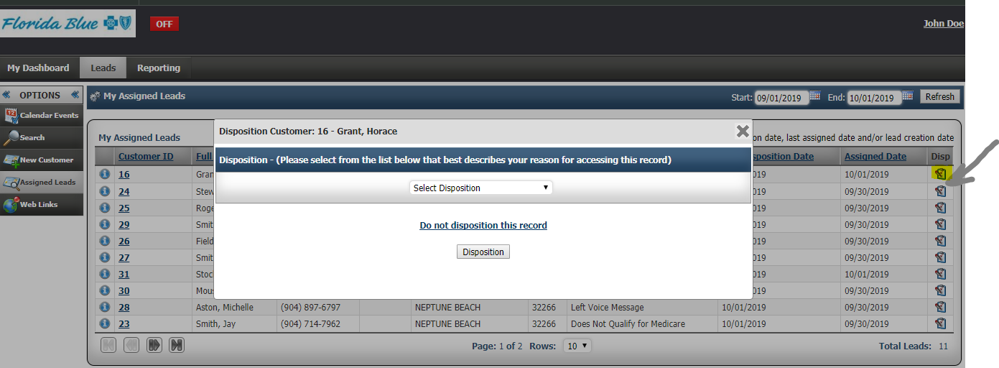 Florida Blue
OFF
John Doe
My Dashboard Leads Reporting
OPTIONS
My Assigned Leads
Start: 09/01/2019 End: 10/01/2019 Refresh
Calendar Events
Search
New Customer
Assigned Leads
Web Links
My Assigned Leads
on date, last assigned date and/or lead creation date
Disposition Customer: 16 - Grant, Horace
Disposition - (Please select from the list below that best describes your reason for accessing this record)
Select Disposition
Do not disposition this record
Disposition
Customer ID Full sposition Date Assigned Date Disp
16 Gran 019 10/01/2019
24 Stew 019 09/30/2019
25 Roge 019 09/30/2019
29 Smit 019 09/30/2019
26 Field 019 09/30/2019
27 Smit 019 09/30/2019
31 Stoc 019 10/01/2019
30 Mous 019 09/30/2019
28 Aston, Michelle (904) 897-6797 NEPTUNE BEACH 32266 Left Voice Message 10/01/2019 09/30/2019
23 Smith, Jay (904) 714-7962 NEPTUNE BEACH 32266 Does Not Qualify for Medicare 10/01/2019 09/30/2019
Page: 1 of 2 Rows: 10
Total Leads: 11